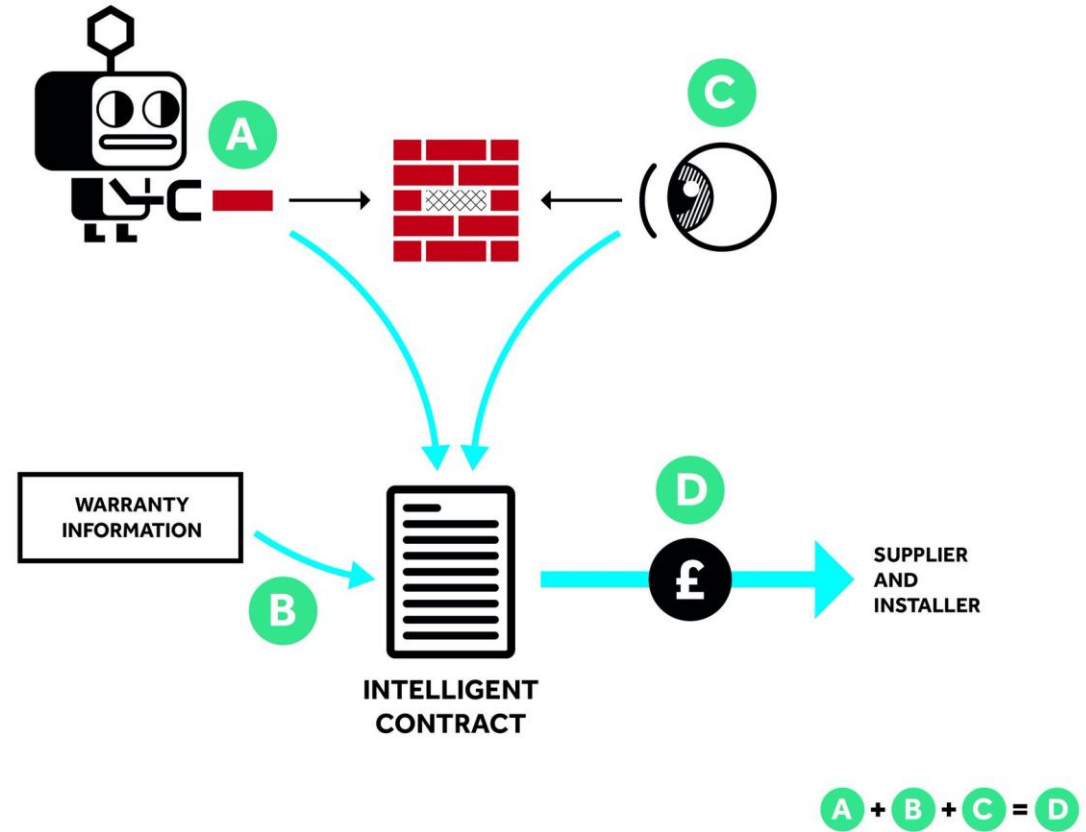 A
C
WARRANTY
INFORMATION
B
D
£
SUPPLIER
AND
INSTALLER
INTELLIGENT
CONTRACT
A + B + C = D